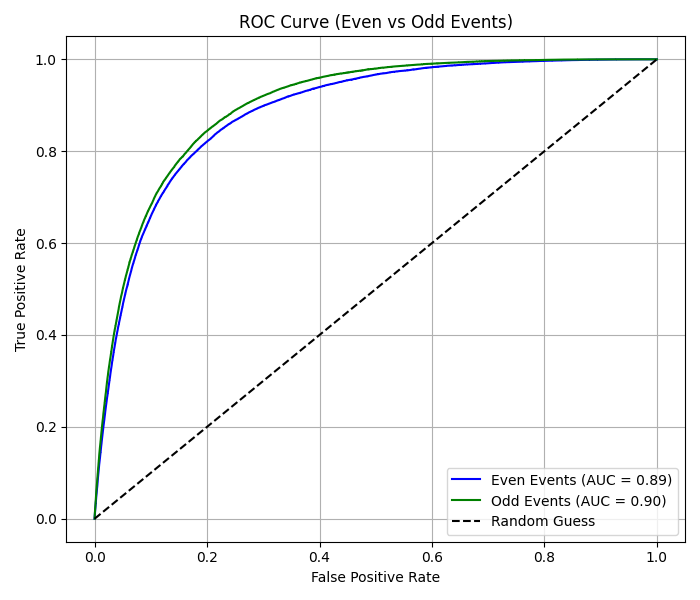 ROC Curve (Even vs Odd Events)
True Positive Rate
1.0
0.8
0.6
0.4
0.2
0.0
0.0 0.2 0.4 0.6 0.8 1.0
False Positive Rate
Even Events (AUC = 0.89)
Odd Events (AUC = 0.90)
Random Guess